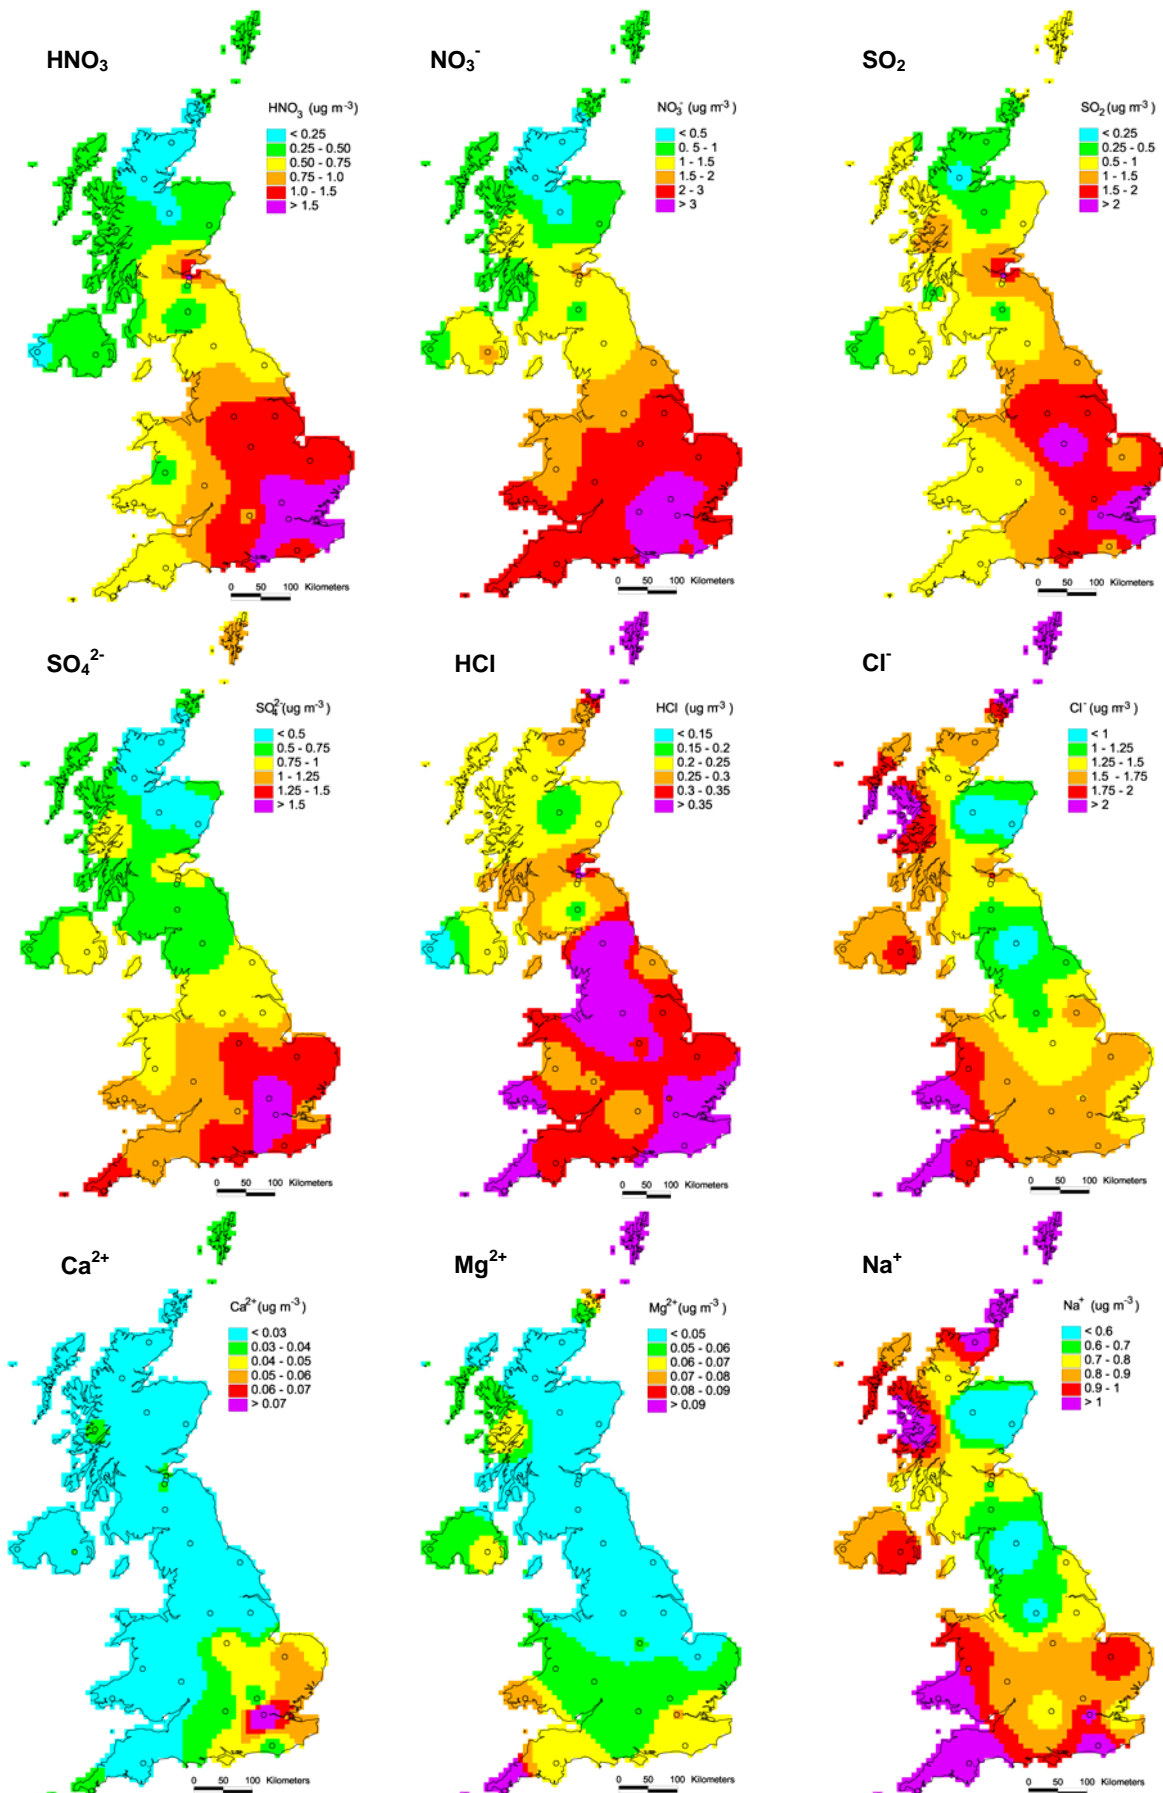 HNO₃
HNO₃ (ug m⁻³)
< 0.25
0.25 - 0.50
0.50 - 0.75
0.75 - 1.0
1.0 - 1.5
> 1.5
0 50 100 Kilometers
NO₃⁻
NO₃⁻ (ug m⁻³)
< 0.5
0.5 - 1
1 - 1.5
1.5 - 2
2 - 3
> 3
0 50 100 Kilometers
SO₂
SO₂ (ug m⁻³)
< 0.25
0.25 - 0.5
0.5 - 1
1 - 1.5
1.5 - 2
> 2
0 50 100 Kilometers
SO₄²⁻
SO₄²⁻ (ug m⁻³)
< 0.5
0.5 - 0.75
0.75 - 1
1 - 1.25
1.25 - 1.5
> 1.5
0 50 100 Kilometers
HCl
HCl (ug m⁻³)
< 0.15
0.15 - 0.2
0.2 - 0.25
0.25 - 0.3
0.3 - 0.35
> 0.35
0 50 100 Kilometers
Cl⁻
Cl⁻ (ug m⁻³)
< 1
1 - 1.25
1.25 - 1.5
1.5 - 1.75
1.75 - 2
> 2
0 50 100 Kilometers
Ca²⁺
Ca²⁺ (ug m⁻³)
< 0.03
0.03 - 0.04
0.04 - 0.05
0.05 - 0.06
0.06 - 0.07
> 0.07
0 50 100 Kilometers
Mg²⁺
Mg²⁺ (ug m⁻³)
< 0.05
0.05 - 0.06
0.06 - 0.07
0.07 - 0.08
0.08 - 0.09
> 0.09
0 50 100 Kilometers
Na⁺
Na⁺ (ug m⁻³)
< 0.6
0.6 - 0.7
0.7 - 0.8
0.8 - 0.9
0.9 - 1
> 1
0 50 100 Kilometers